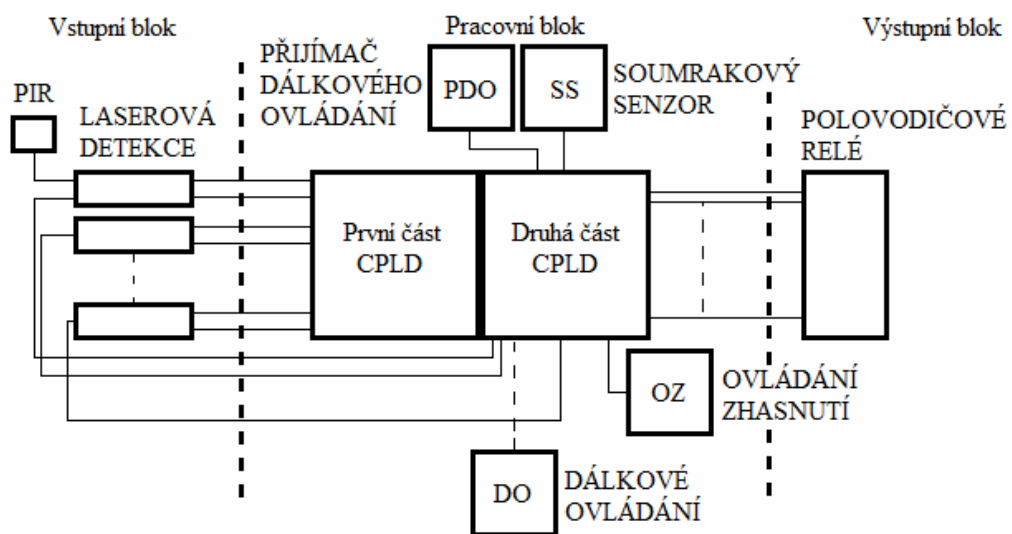 Vstupní blok
Pracovní blok
Výstupní blok
PIR
LASEROVÁ
DETEKCE
PŘIJÍMAČ
DÁLKOVÉHO
OVLÁDÁNÍ
PDO
SS
SOUMRAKOVÝ
SENZOR
POLOVODIČOVÉ
RELÉ
První část
CPLD
Druhá část
CPLD
OZ
OVLÁDÁNÍ
ZHASNUTÍ
DO
DÁLKOVÉ
OVLÁDÁNÍ